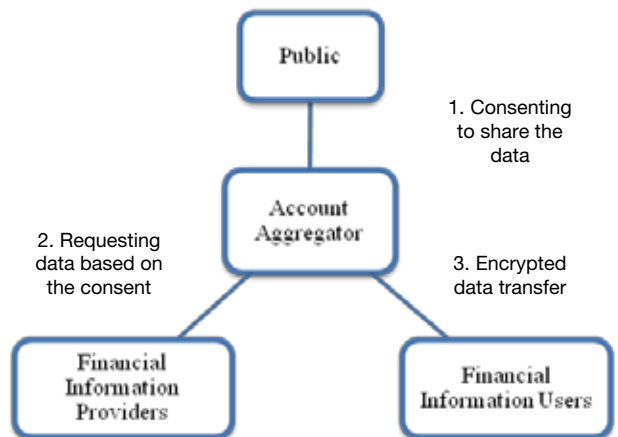 Public
1. Consenting
to share the
data
Account
Aggregator
2. Requesting
data based on
the consent
3. Encrypted
data transfer
Financial
Information
Providers
Financial
Information Users